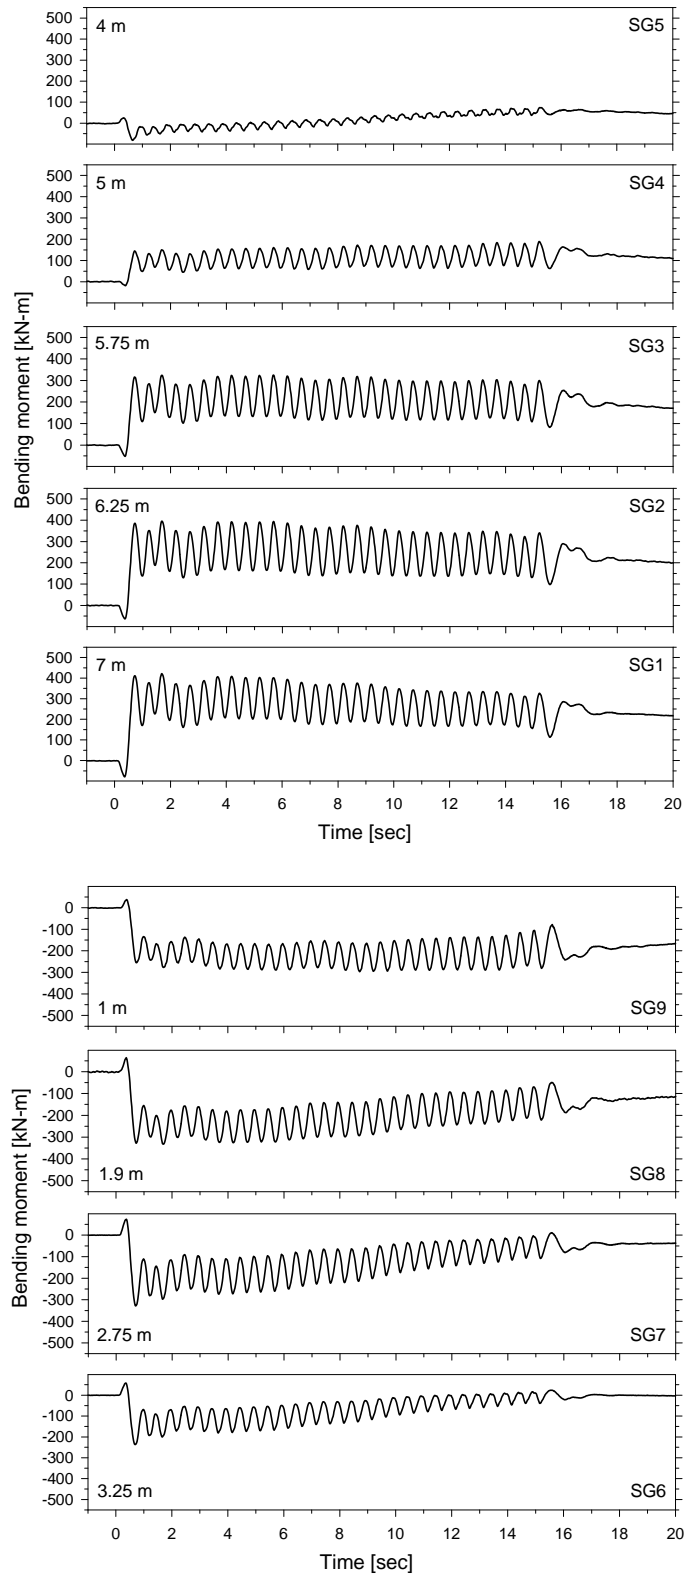 500
400
300
200
100
0
4 m
SG5
500
400
300
200
100
0
5 m
SG4
500
400
300
200
100
0
5.75 m
SG3
500
400
300
200
100
0
6.25 m
SG2
500
400
300
200
100
0
7 m
SG1
Bending moment [kN-m]
0 2 4 6 8 10 12 14 16 18 20
Time [sec]
0
-100
-200
-300
-400
-500
1 m
SG9
0
-100
-200
-300
-400
-500
1.9 m
SG8
0
-100
-200
-300
-400
-500
2.75 m
SG7
0
-100
-200
-300
-400
-500
3.25 m
SG6
Bending moment [kN-m]
0 2 4 6 8 10 12 14 16 18 20
Time [sec]